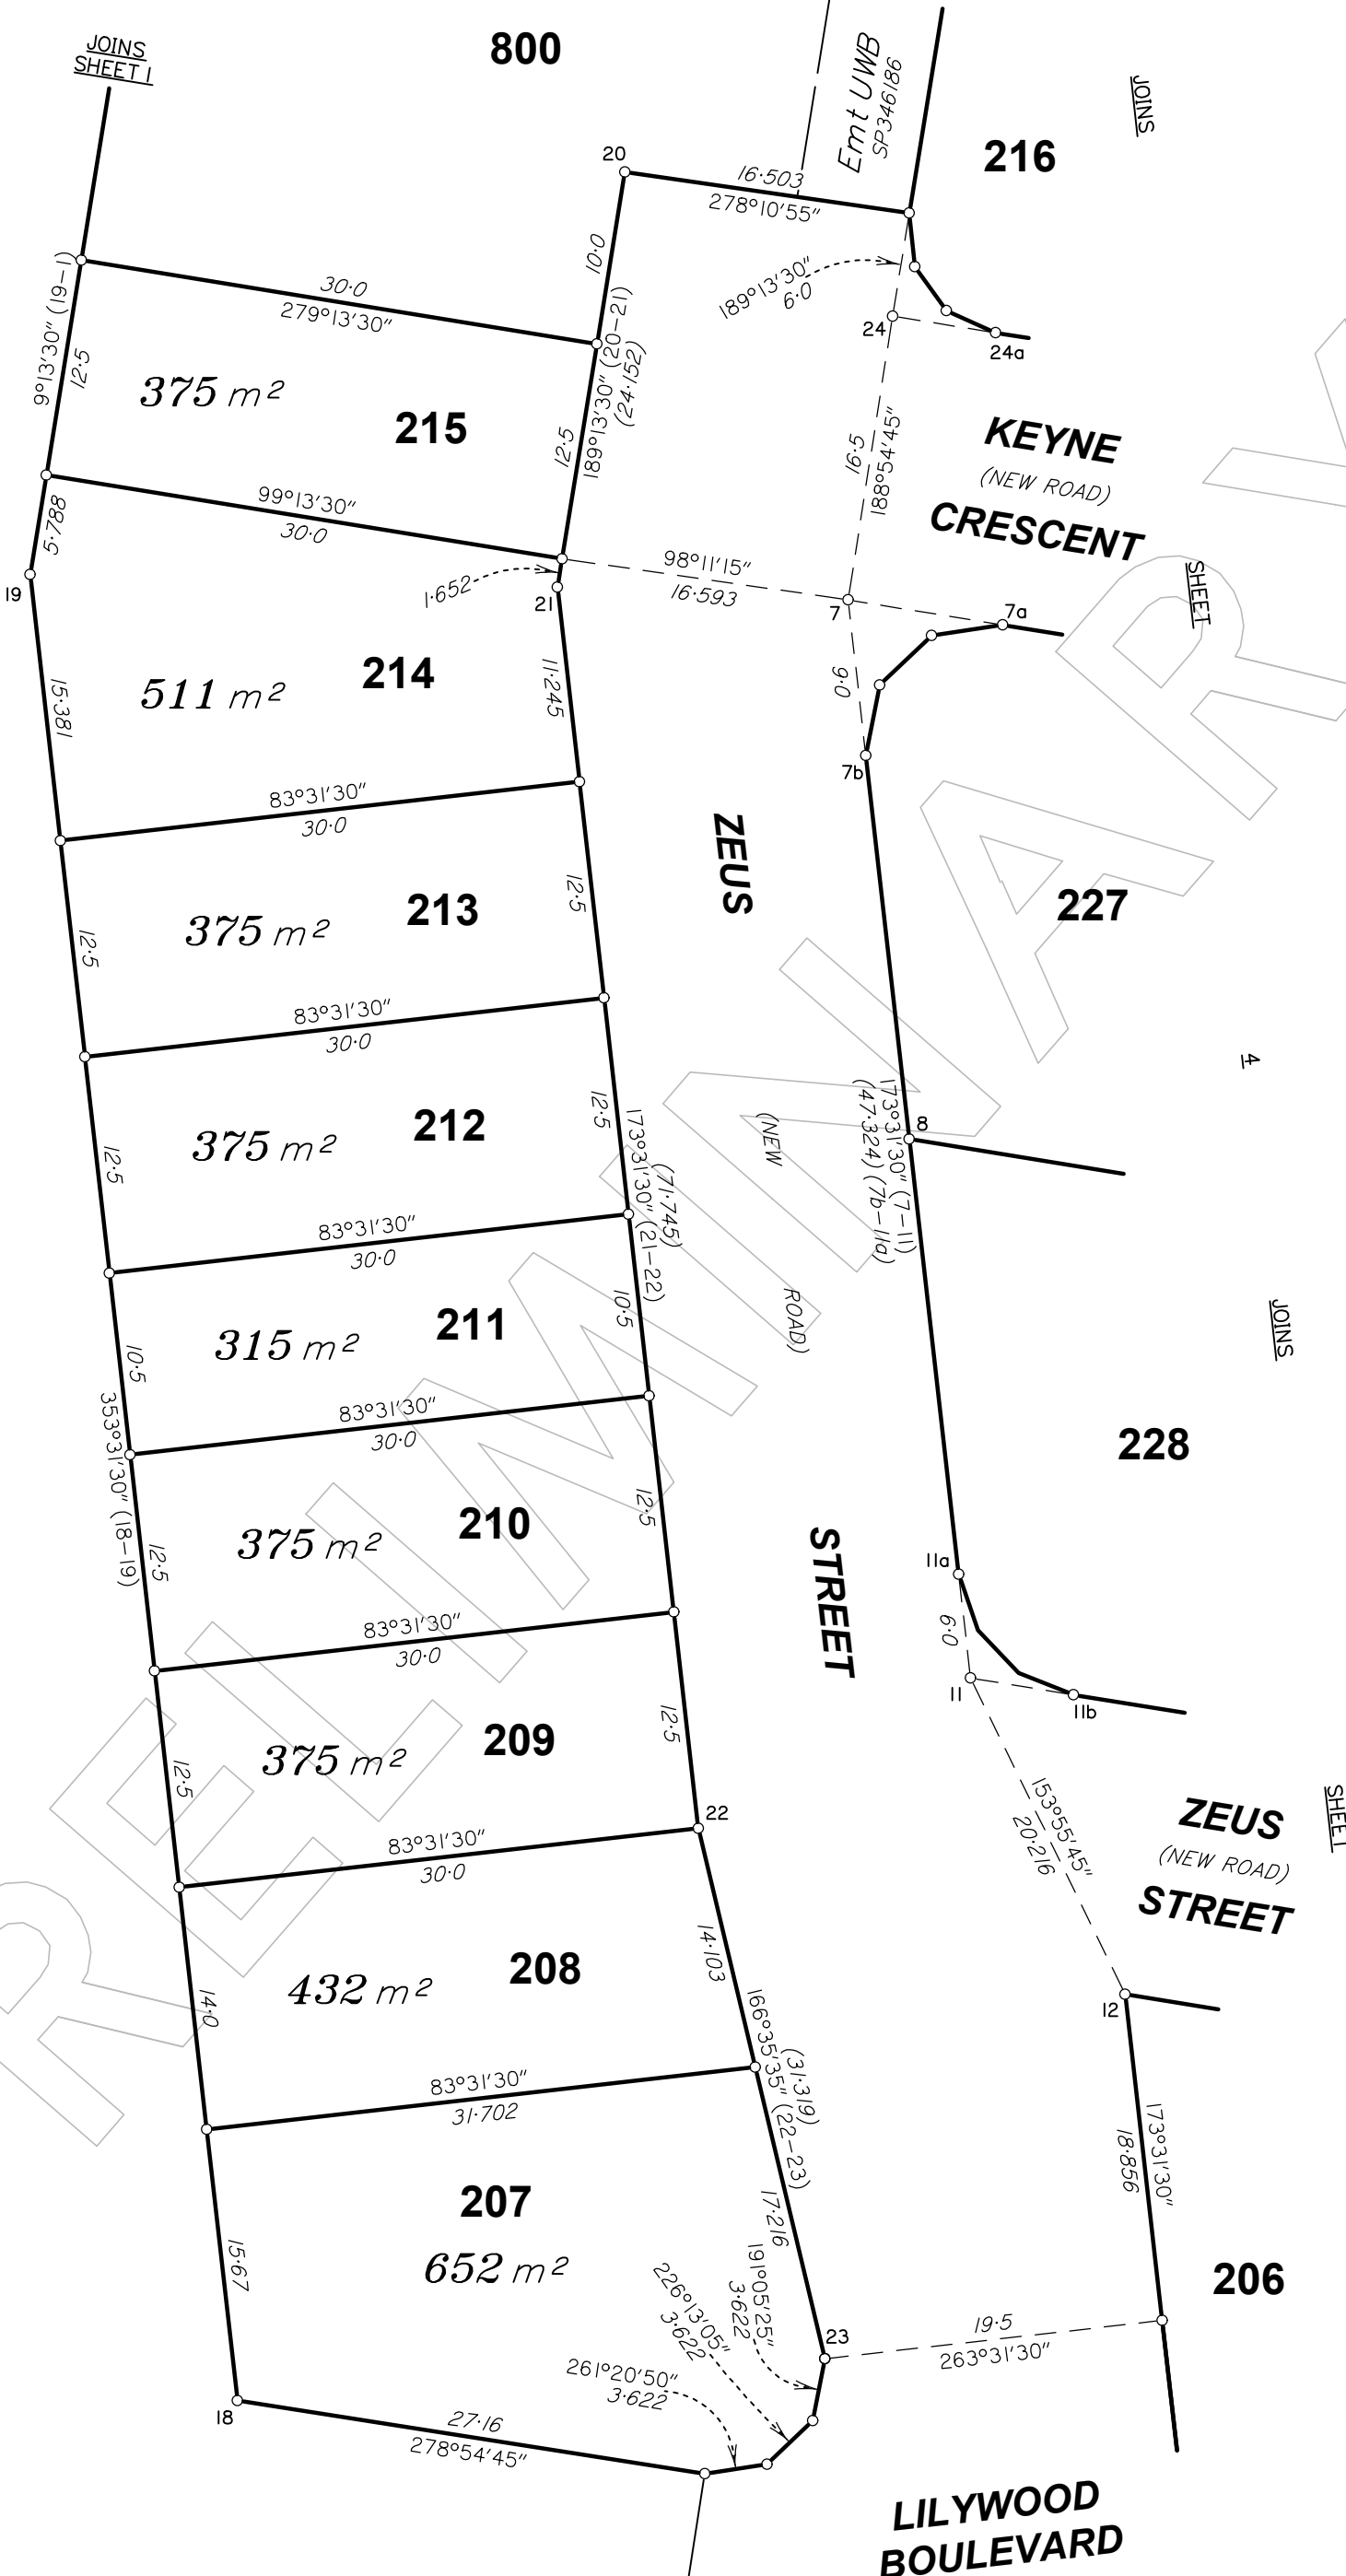 JOINS
SHEET 1
800
Emt UWB
SP346186
JOINS
216
20
16·503
278°10'55"
10·0
189°13'30"
6·0
24
24a
9°13'30" (19-1)
12·5
30·0
279°13'30"
189°13'30" (20-21)
(24·152)
375 m²
215
12·5
16·5
188°54'45"
KEYNE
(NEW ROAD)
CRESCENT
5·788
99°13'30"
30·0
98°11'15"
16·593
SHEET
19
1·652
21
7
7a
511 m²
214
15·381
11·245
9·0
7b
83°31'30"
30·0
ZEUS
375 m²
213
12·5
12·5
227
83°31'30"
30·0
4
375 m²
212
12·5
12·5
(NEW
173°31'30" (7-11)
(47·324) (7b-11a)
8
173°31'30" (21-22)
(71·745)
83°31'30"
30·0
ROAD)
JOINS
315 m²
211
10·5
10·5
83°31'30"
30·0
353°31'30" (18-19)
228
375 m²
210
12·5
12·5
STREET
11a
6·0
11
11b
83°31'30"
30·0
375 m²
209
12·5
12·5
153°55'45"
20·216
ZEUS
(NEW ROAD)
STREET
SHEET
22
83°31'30"
30·0
432 m²
208
14·0
14·103
12
166°35'35" (22-23)
(31·319)
83°31'30"
31·702
173°31'30"
18·856
207
652 m²
15·67
17·216
191°05'25"
3·622
226°13'05"
3·622
261°20'50"
3·622
206
23
19·5
263°31'30"
18
27·16
278°54'45"
LILYWOOD
BOULEVARD